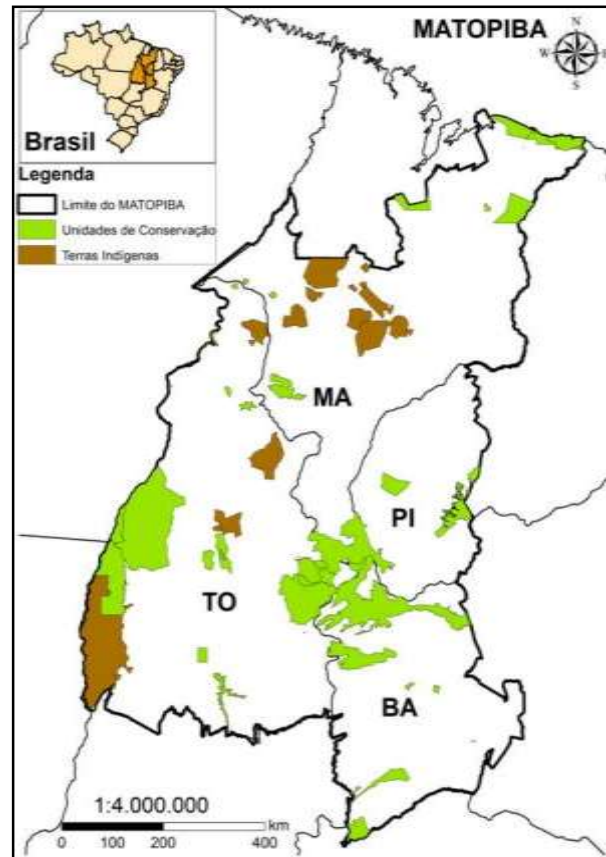 MATOPIBA
N
W
E
S
Brasil
Legenda
Limite do MATOPIBA
Unidades de Conservação
Terras Indígenas
MA
PI
TO
BA
1:4.000.000
km
0 100 200 400